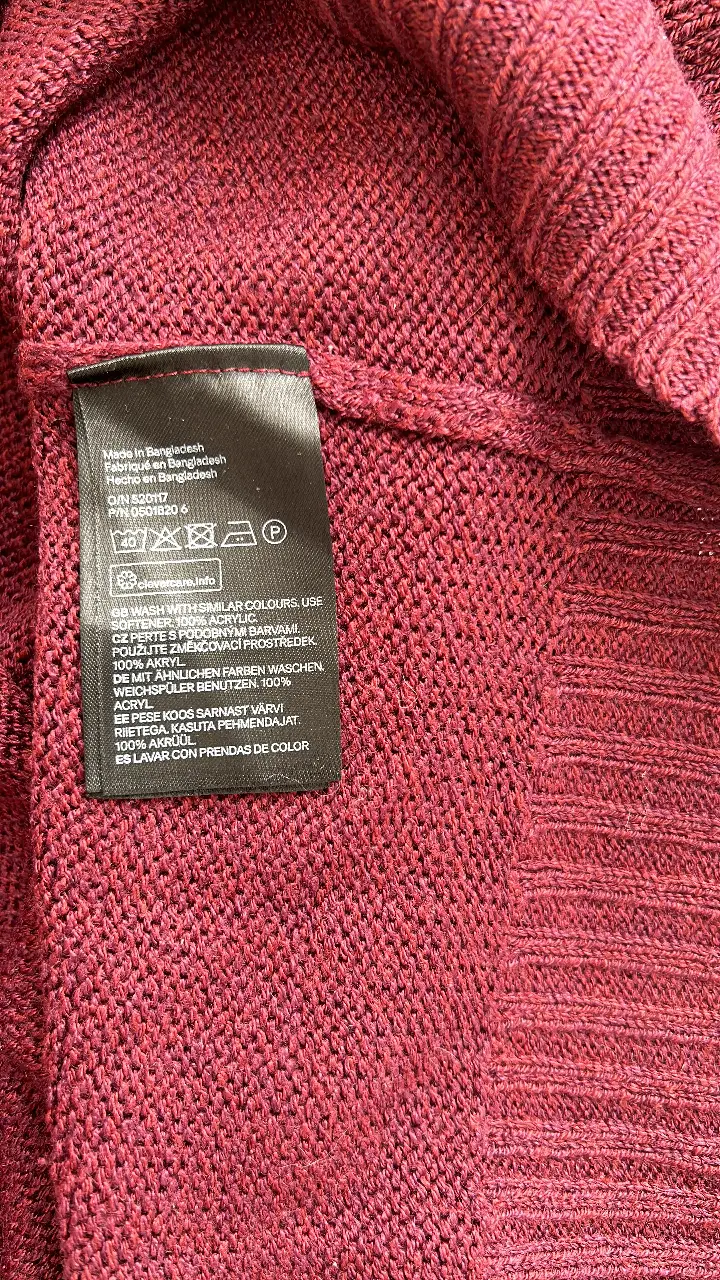 Made in Bangladesh
Fabriqué en Bangladesh
Hecho en Bangladesh
O/N 520117
P/N 0501820 6
40 P
clevercare.info
GB WASH WITH SIMILAR COLOURS. USE
SOFTENER. 100% ACRYLIC.
CZ PERTE S PODOBNÝMI BARVAMI.
POUŽIJTE ZMĚKČOVACÍ PROSTŘEDEK.
100% AKRYL.
DE MIT ÄHNLICHEN FARBEN WASCHEN.
WEICHSPÜLER BENUTZEN. 100%
ACRYL.
EE PESE KOOS SARNAST VÄRVI
RIIETEGA. KASUTA PEHMENDAJAT.
100% AKRÜÜL.
ES LAVAR CON PRENDAS DE COLOR